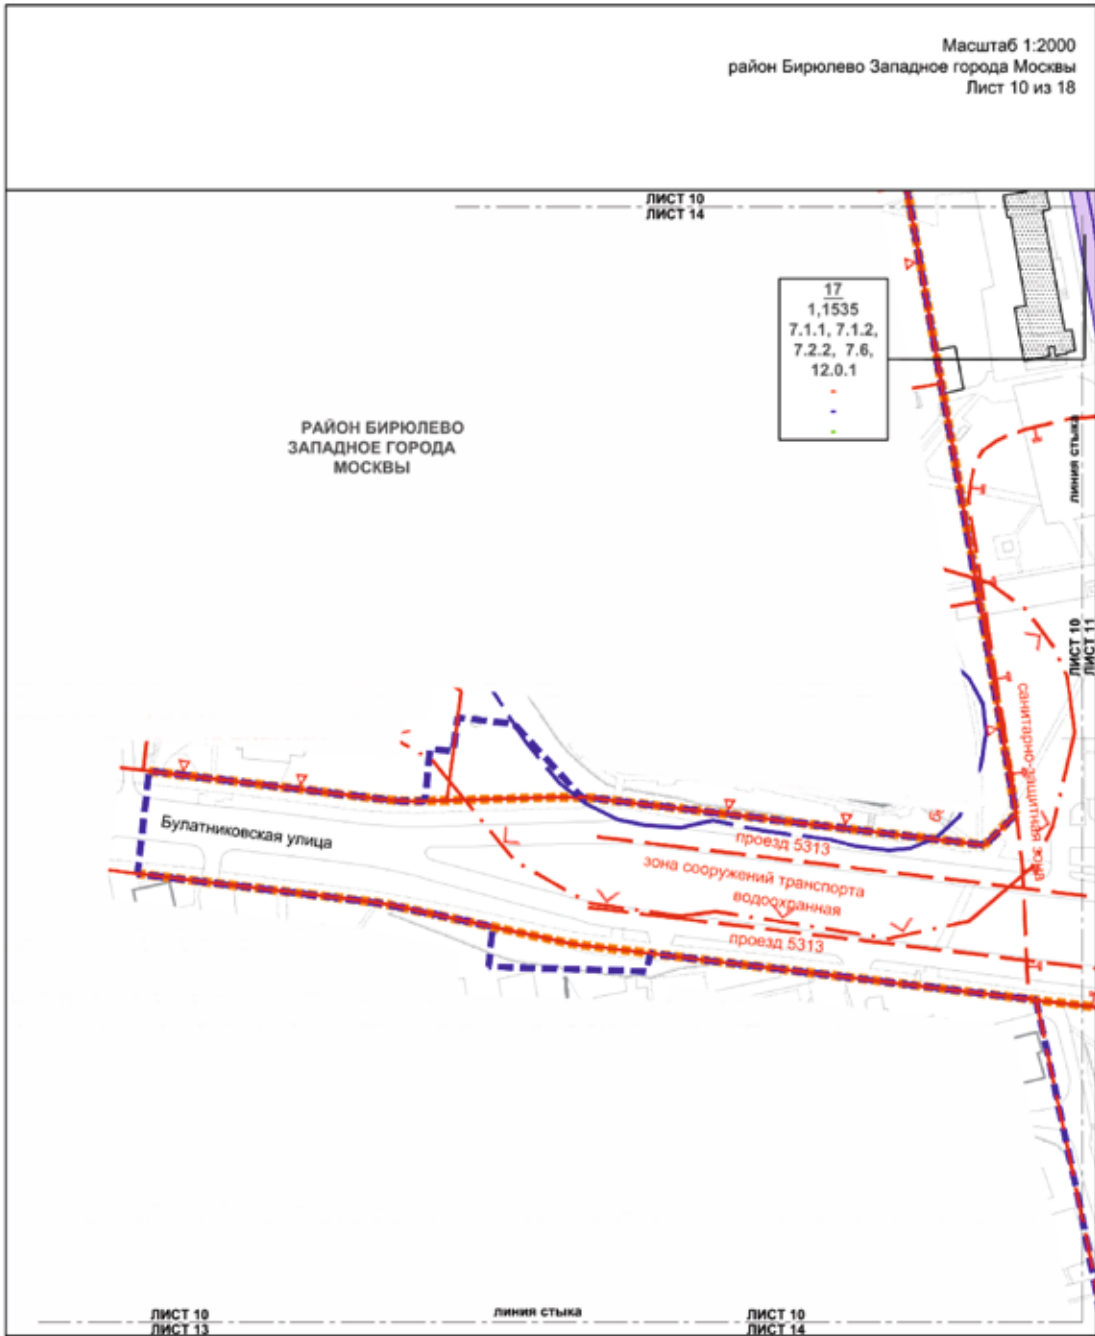 Масштаб 1:2000
район Бирюлево Западное города Москвы
Лист 10 из 18
ЛИСТ 10
ЛИСТ 14
17
1,1535
7.1.1, 7.1.2,
7.2.2, 7.6,
12.0.1
-
-
-
РАЙОН БИРЮЛЕВО
ЗАПАДНОЕ ГОРОДА
МОСКВЫ
линия стыка
ЛИСТ 10
ЛИСТ 11
санитарно-защитная зона
Булатниковская улица
проезд 5313
зона сооружений транспорта
водоохранная
проезд 5313
ЛИСТ 10
ЛИСТ 13
линия стыка
ЛИСТ 10
ЛИСТ 14